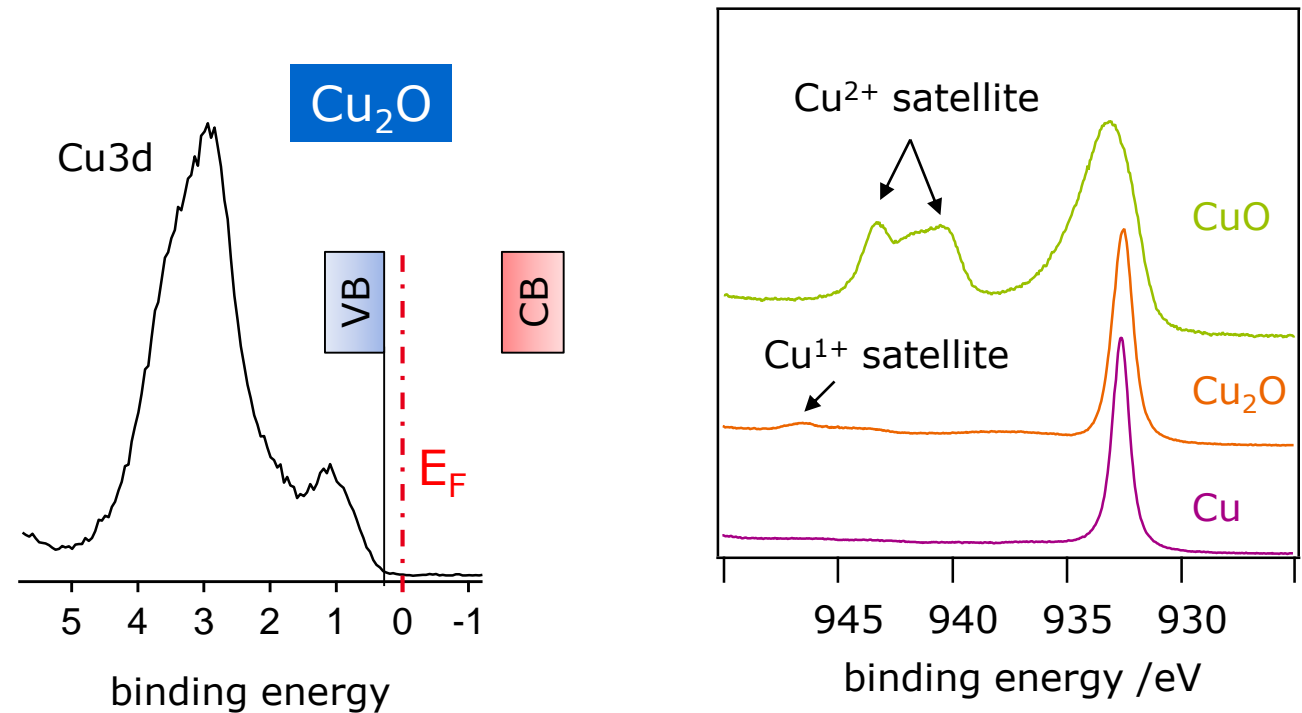 Cu₂O
Cu3d
VB
CB
E_F
5 4 3 2 1 0 -1
binding energy
Cu²⁺ satellite
CuO
Cu¹⁺ satellite
Cu₂O
Cu
945 940 935 930
binding energy /eV